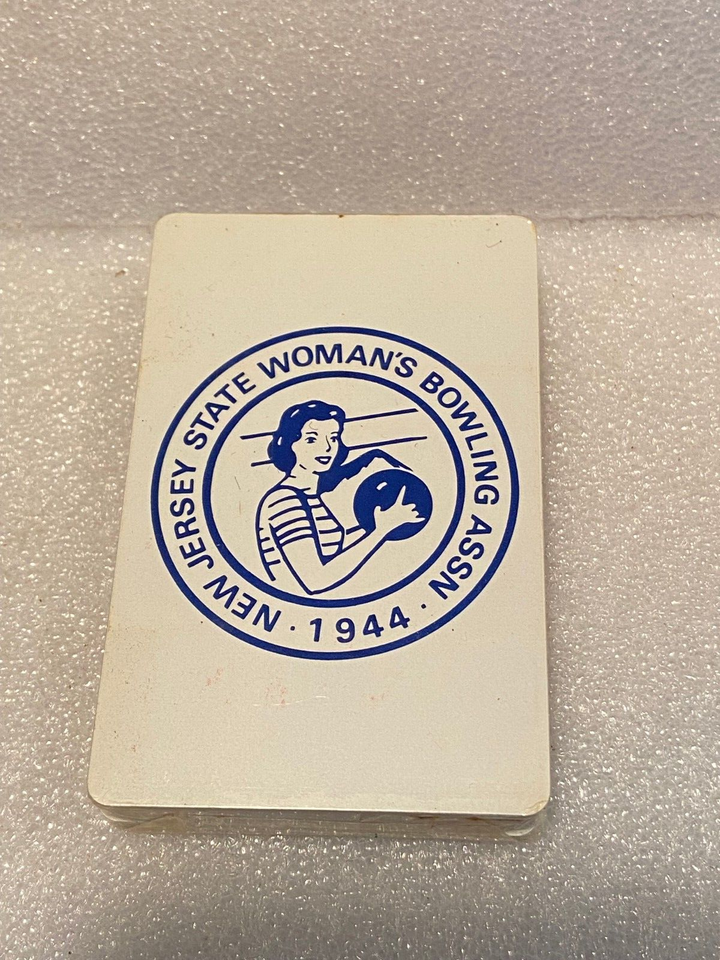 NEW JERSEY STATE WOMAN'S BOWLING ASSN
· 1944 ·